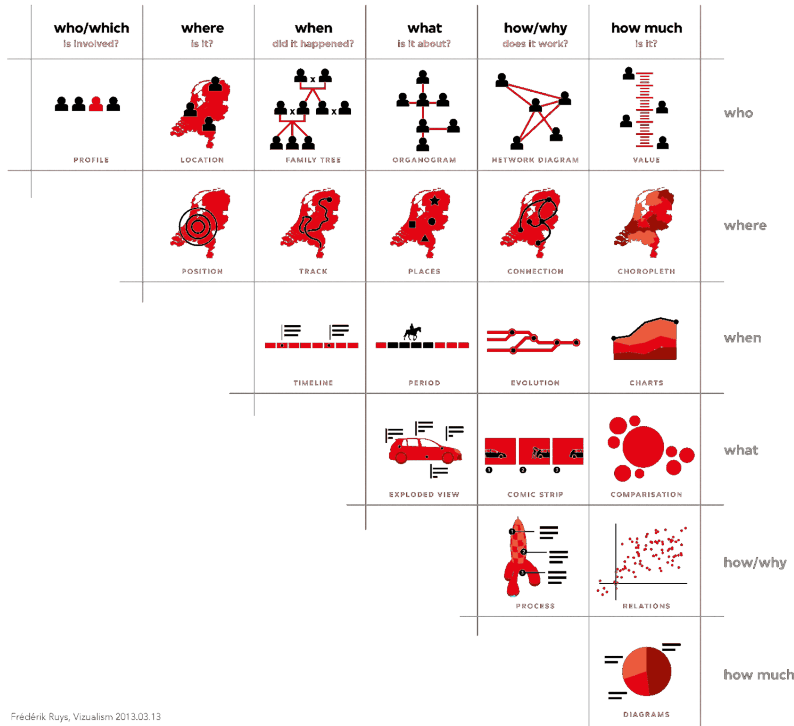 who/which where when what how/why how much
is involved? is it? did it happened? is it about? does it work? is it?
who
PROFILE LOCATION FAMILY TREE ORGANOGRAM NETWORK DIAGRAM VALUE
where
POSITION TRACK PLACES CONNECTION CHOROPLETH
when
TIMELINE PERIOD EVOLUTION CHARTS
what
EXPLODED VIEW COMIC STRIP COMPARISATION
how/why
PROCESS RELATIONS
how much
DIAGRAMS
Frédérik Ruys, Vizualism 2013.03.13